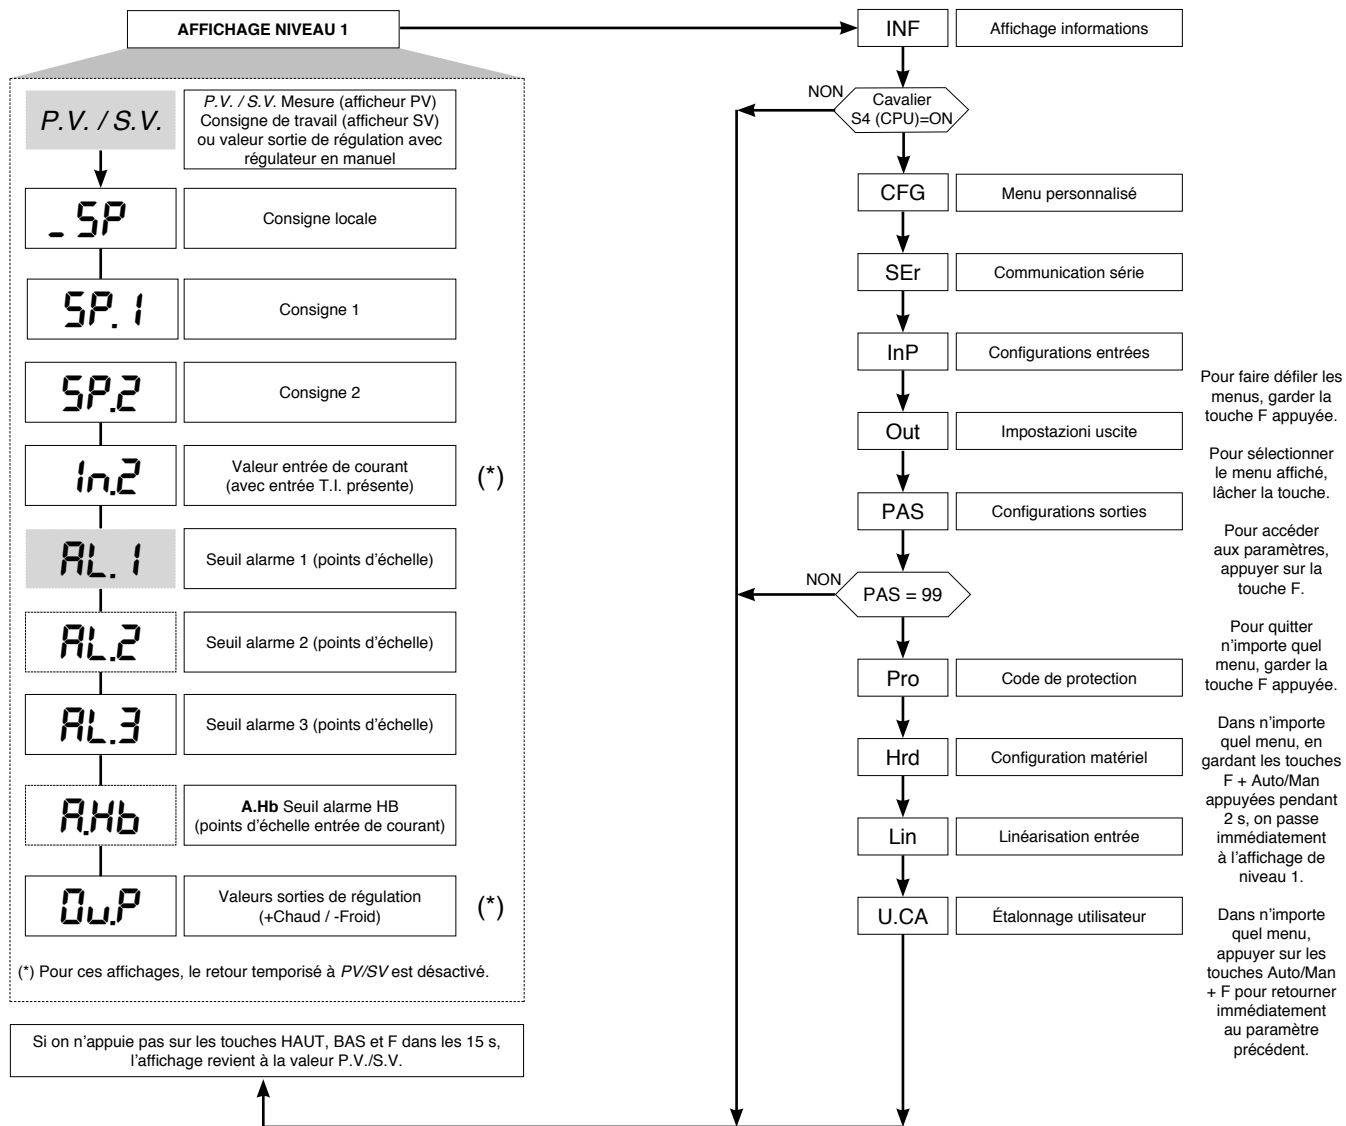 AFFICHAGE NIVEAU 1
P.V. / S.V.
P.V. / S.V. Mesure (afficheur PV)
Consigne de travail (afficheur SV)
ou valeur sortie de régulation avec
régulateur en manuel
_SP
Consigne locale
SP.1
Consigne 1
SP.2
Consigne 2
In.2
Valeur entrée de courant
(avec entrée T.I. présente)
(*)
AL.1
Seuil alarme 1 (points d’échelle)
AL.2
Seuil alarme 2 (points d’échelle)
AL.3
Seuil alarme 3 (points d’échelle)
A.Hb
A.Hb Seuil alarme HB
(points d’échelle entrée de courant)
Ou.P
Valeurs sorties de régulation
(+Chaud / -Froid)
(*)
(*) Pour ces affichages, le retour temporisé à PV/SV est désactivé.
Si on n’appuie pas sur les touches HAUT, BAS et F dans les 15 s,
l’affichage revient à la valeur P.V./S.V.
INF
Affichage informations
NON
Cavalier
S4 (CPU)=ON
CFG
Menu personnalisé
SEr
Communication série
InP
Configurations entrées
Out
Impostazioni uscite
PAS
Configurations sorties
NON
PAS = 99
Pro
Code de protection
Hrd
Configuration matériel
Lin
Linéarisation entrée
U.CA
Étalonnage utilisateur
Pour faire défiler les
menus, garder la
touche F appuyée.
Pour sélectionner
le menu affiché,
lâcher la touche.
Pour accéder
aux paramètres,
appuyer sur la
touche F.
Pour quitter
n’importe quel
menu, garder la
touche F appuyée.
Dans n’importe
quel menu, en
gardant les touches
F + Auto/Man
appuyées pendant
2 s, on passe
immédiatement
à l’affichage de
niveau 1.
Dans n’importe
quel menu,
appuyer sur les
touches Auto/Man
+ F pour retourner
immédiatement
au paramètre
précédent.